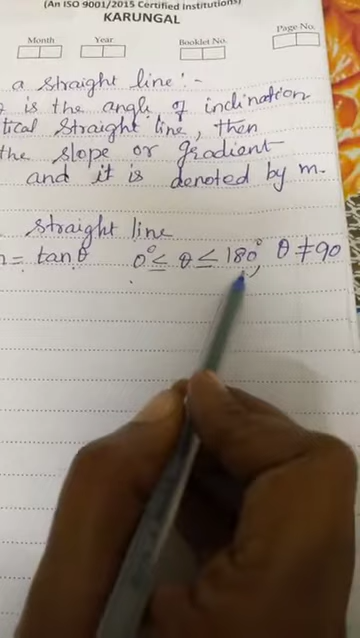 (An ISO 9001/2015 Certified Institutions)
KARUNGAL
Month Year Booklet No. Page No.
a straight line :-
is the angle of inclination
tical straight line, then
the slope or gradient
and it is denoted by m.
straight line
= tan θ 0° ≤ θ ≤ 180°, θ ≠ 90